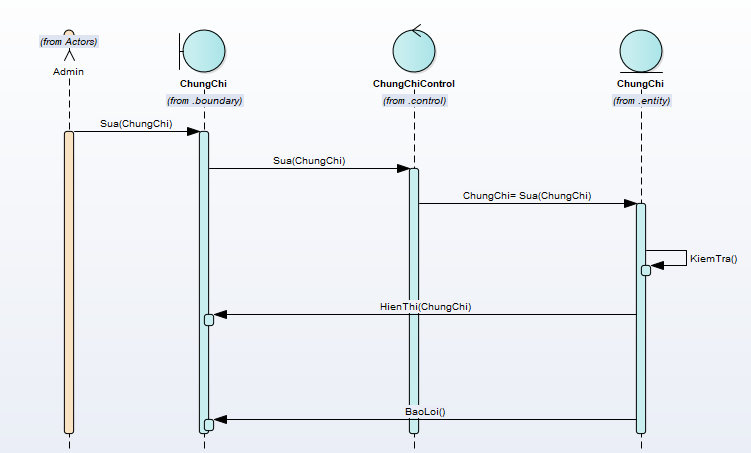 (from Actors)
Admin
ChungChi
(from .boundary)
ChungChiControl
(from .control)
ChungChi
(from .entity)
Sua(ChungChi)
Sua(ChungChi)
ChungChi= Sua(ChungChi)
KiemTra()
HienThi(ChungChi)
BaoLoi()